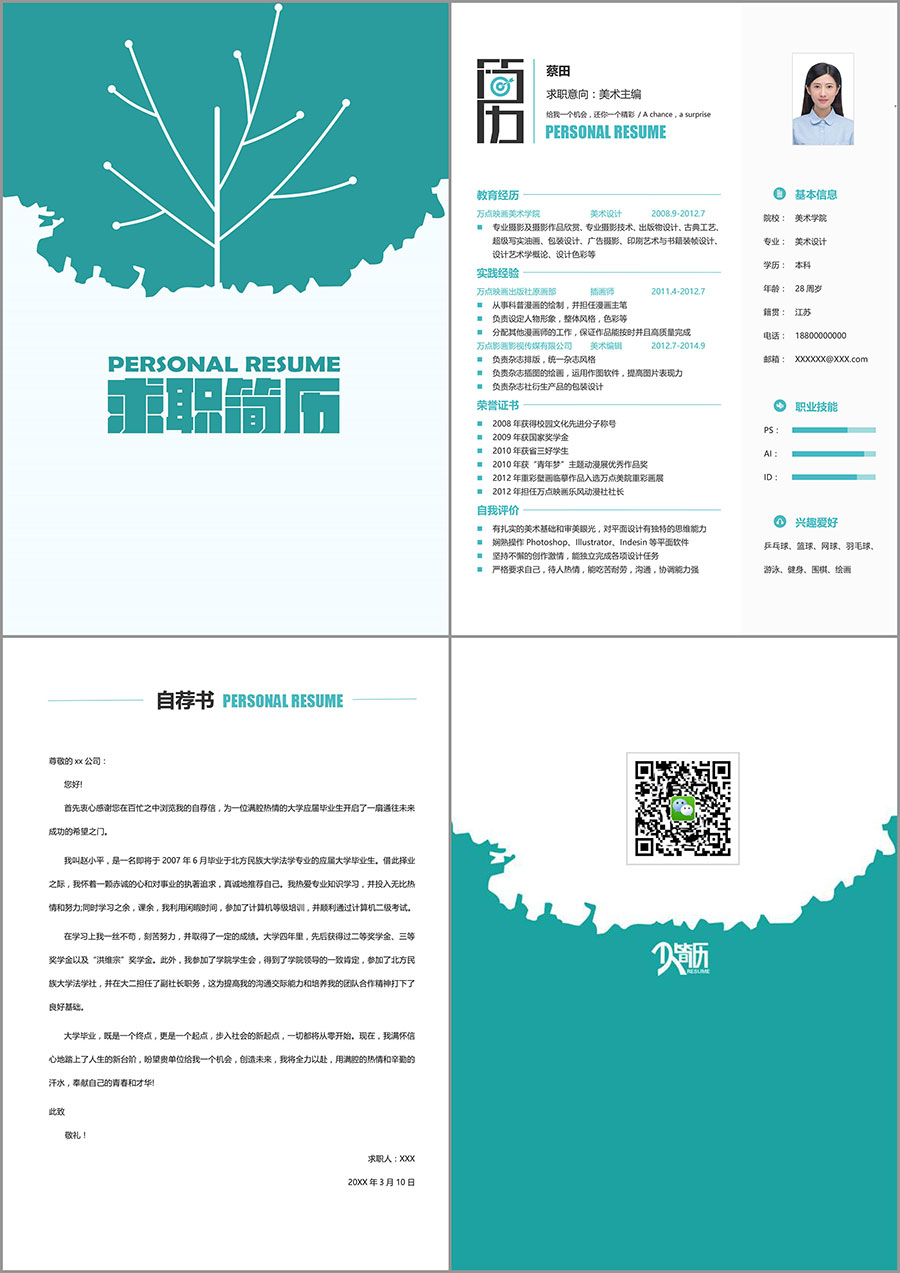 PERSONAL RESUME
求职简历
简历
蔡田
求职意向：美术主编
给我一个机会，还你一个精彩 / A chance，a surprise
PERSONAL RESUME
教育经历
万点映画美术学院 美术设计 2008.9-2012.7
专业摄影及摄影作品欣赏、专业摄影技术、出版物设计、古典工艺、
超级写实油画、包装设计、广告摄影、印刷艺术与书籍装帧设计、
设计艺术学概论、设计色彩等
实践经验
万点映画出版社原画部 插画师 2011.4-2012.7
从事科普漫画的绘制，并担任漫画主笔
负责设定人物形象，整体风格，色彩等
分配其他漫画师的工作，保证作品能按时并且高质量完成
万点影画影视传媒有限公司 美术编辑 2012.7-2014.9
负责杂志排版，统一杂志风格
负责杂志插图的绘画，运用作图软件，提高图片表现力
负责杂志社衍生产品的包装设计
荣誉证书
2008 年获得校园文化先进分子称号
2009 年获国家奖学金
2010 年获省三好学生
2010 年获“青年梦”主题动漫展优秀作品奖
2012 年重彩壁画临摹作品入选万点美院重彩画展
2012 年担任万点映画乐风动漫社社长
自我评价
有扎实的美术基础和审美眼光，对平面设计有独特的思维能力
娴熟操作 Photoshop、Illustrator、Indesin 等平面软件
坚持不懈的创作激情，能独立完成各项设计任务
严格要求自己，待人热情，能吃苦耐劳，沟通，协调能力强
基本信息
院校： 美术学院
专业： 美术设计
学历： 本科
年龄： 28 周岁
籍贯： 江苏
电话： 18800000000
邮箱： XXXXXX@XXX.com
职业技能
PS：
AI：
ID：
兴趣爱好
乒乓球、篮球、网球、羽毛球、
游泳、健身、围棋、绘画
自荐书 PERSONAL RESUME
尊敬的 xx 公司：
您好!
首先衷心感谢您在百忙之中浏览我的自荐信，为一位满腔热情的大学应届毕业生开启了一扇通往未来
成功的希望之门。
我叫赵小平，是一名即将于 2007 年 6 月毕业于北方民族大学法学专业的应届大学毕业生。借此择业
之际，我怀着一颗赤诚的心和对事业的执著追求，真诚地推荐自己。我热爱专业知识学习，并投入无比热
情和努力;同时学习之余，课余，我利用闲暇时间，参加了计算机等级培训，并顺利通过计算机二级考试。
在学习上我一丝不苟，刻苦努力，并取得了一定的成绩。大学四年里，先后获得过二等奖学金、三等
奖学金以及“洪维宗”奖学金。此外，我参加了学院学生会，得到了学院领导的一致肯定，参加了北方民
族大学法学社，并在大二担任了副社长职务，这为提高我的沟通交际能力和培养我的团队合作精神打下了
良好基础。
大学毕业，既是一个终点，更是一个起点，步入社会的新起点，一切都将从零开始。现在，我满怀信
心地踏上了人生的新台阶，盼望贵单位给我一个机会，创造未来，我将全力以赴，用满腔的热情和辛勤的
汗水，奉献自己的青春和才华!
此致
敬礼！
求职人：XXX
20XX 年 3 月 10 日
简历
RESUME